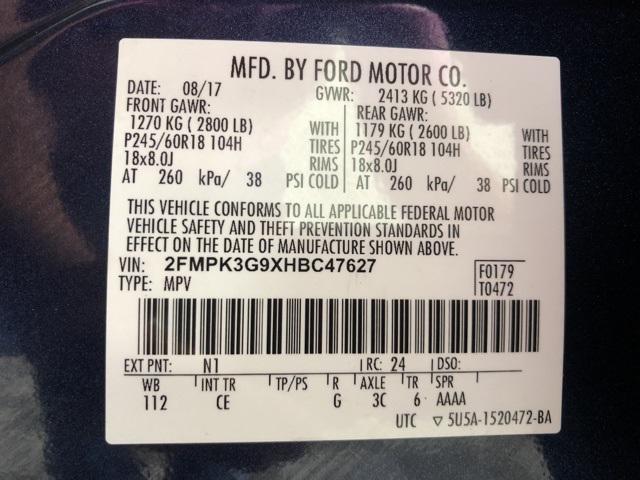 MFD. BY FORD MOTOR CO.
DATE: 08/17 GVWR: 2413 KG ( 5320 LB)
FRONT GAWR: REAR GAWR:
1270 KG ( 2800 LB) WITH 1179 KG ( 2600 LB) WITH
P245/60R18 104H TIRES P245/60R18 104H TIRES
18x8.0J RIMS 18x8.0J RIMS
AT 260 kPa/ 38 PSI COLD AT 260 kPa/ 38 PSI COLD
THIS VEHICLE CONFORMS TO ALL APPLICABLE FEDERAL MOTOR
VEHICLE SAFETY AND THEFT PREVENTION STANDARDS IN
EFFECT ON THE DATE OF MANUFACTURE SHOWN ABOVE.
VIN: 2FMPK3G9XHBC47627 F0179
TYPE: MPV T0472
EXT PNT: N1 RC: 24 DSO:
WB INT TR TP/PS R AXLE TR SPR
112 CE G 3C 6 AAAA
UTC ▽ 5U5A-1520472-BA